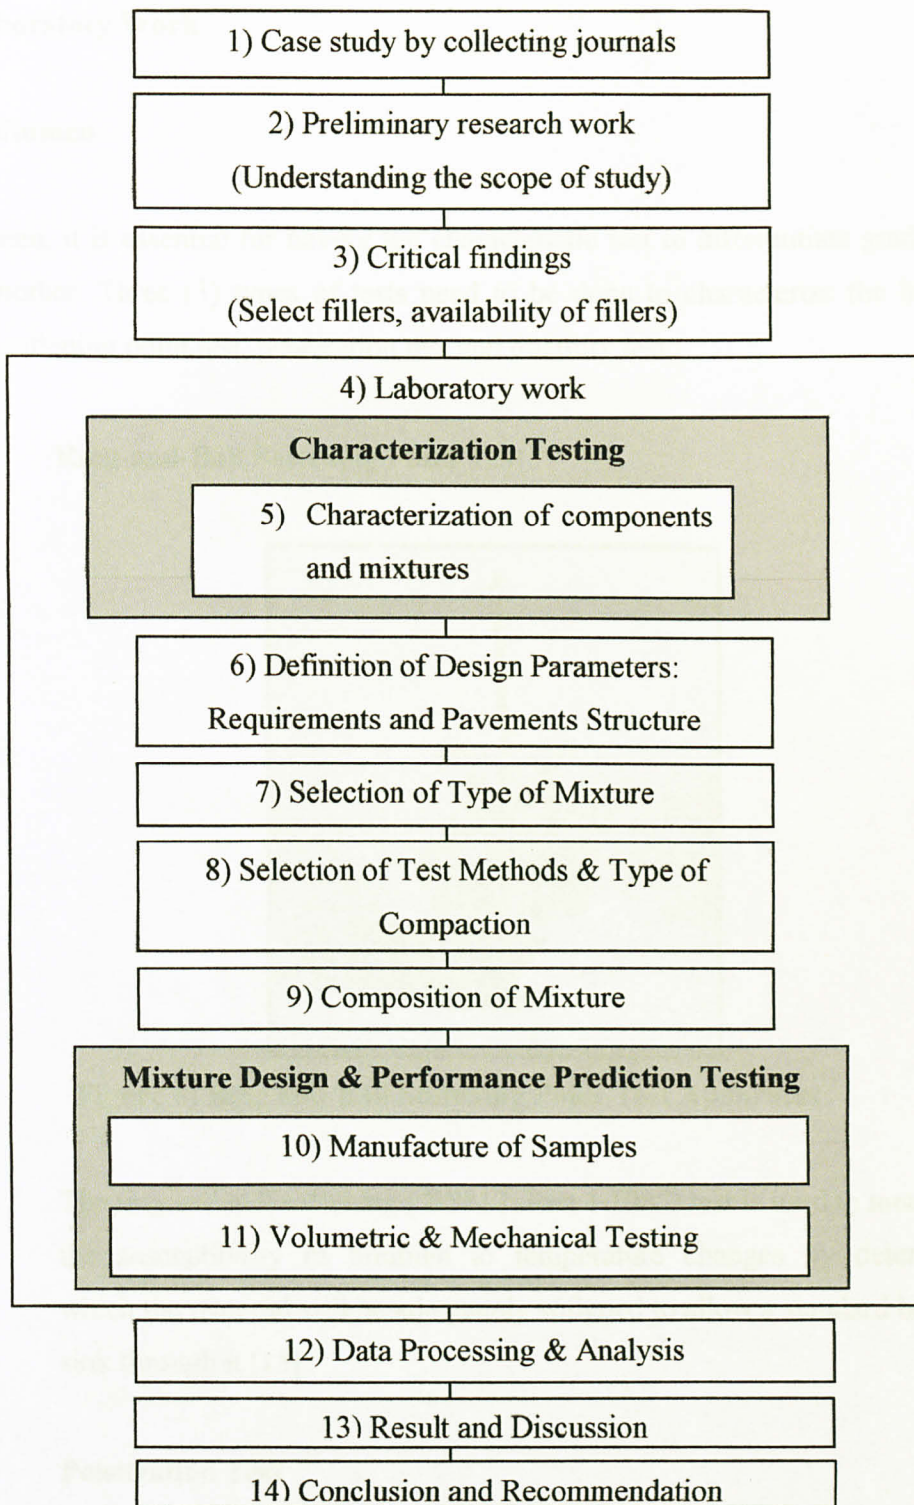 1) Case study by collecting journals
2) Preliminary research work
(Understanding the scope of study)
3) Critical findings
(Select fillers, availability of fillers)
4) Laboratory work
Characterization Testing
5) Characterization of components
and mixtures
6) Definition of Design Parameters:
Requirements and Pavements Structure
7) Selection of Type of Mixture
8) Selection of Test Methods & Type of
Compaction
9) Composition of Mixture
Mixture Design & Performance Prediction Testing
10) Manufacture of Samples
11) Volumetric & Mechanical Testing
12) Data Processing & Analysis
13) Result and Discussion
14) Conclusion and Recommendation